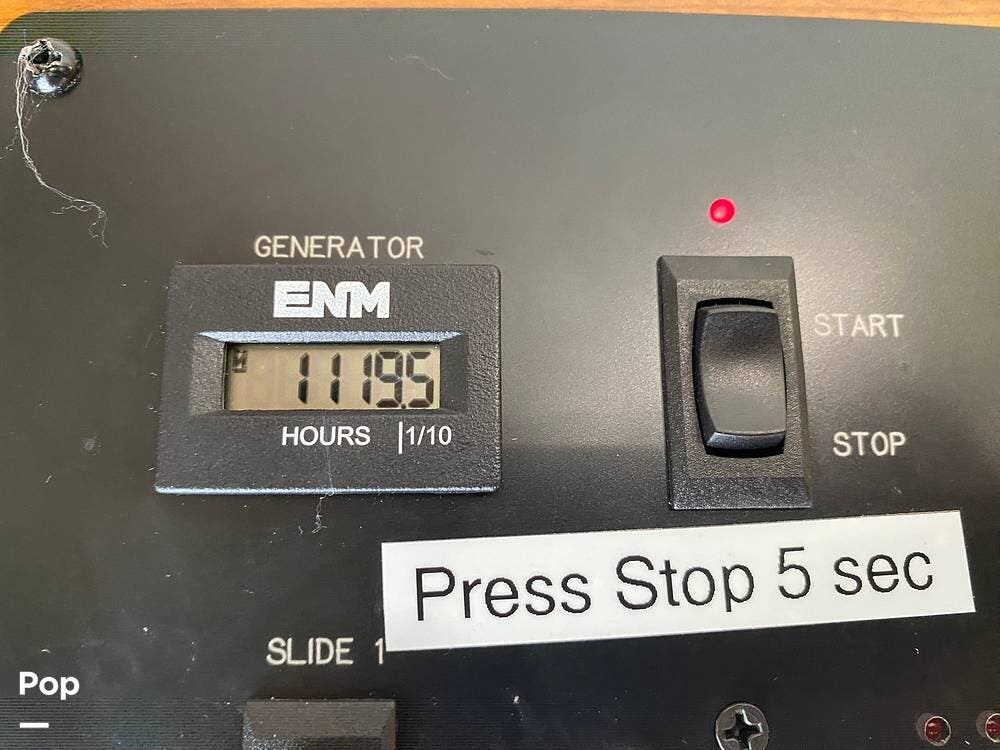 GENERATOR
ENM
1119.5
HOURS 1/10
START
STOP
Press Stop 5 sec
SLIDE 1
Pop